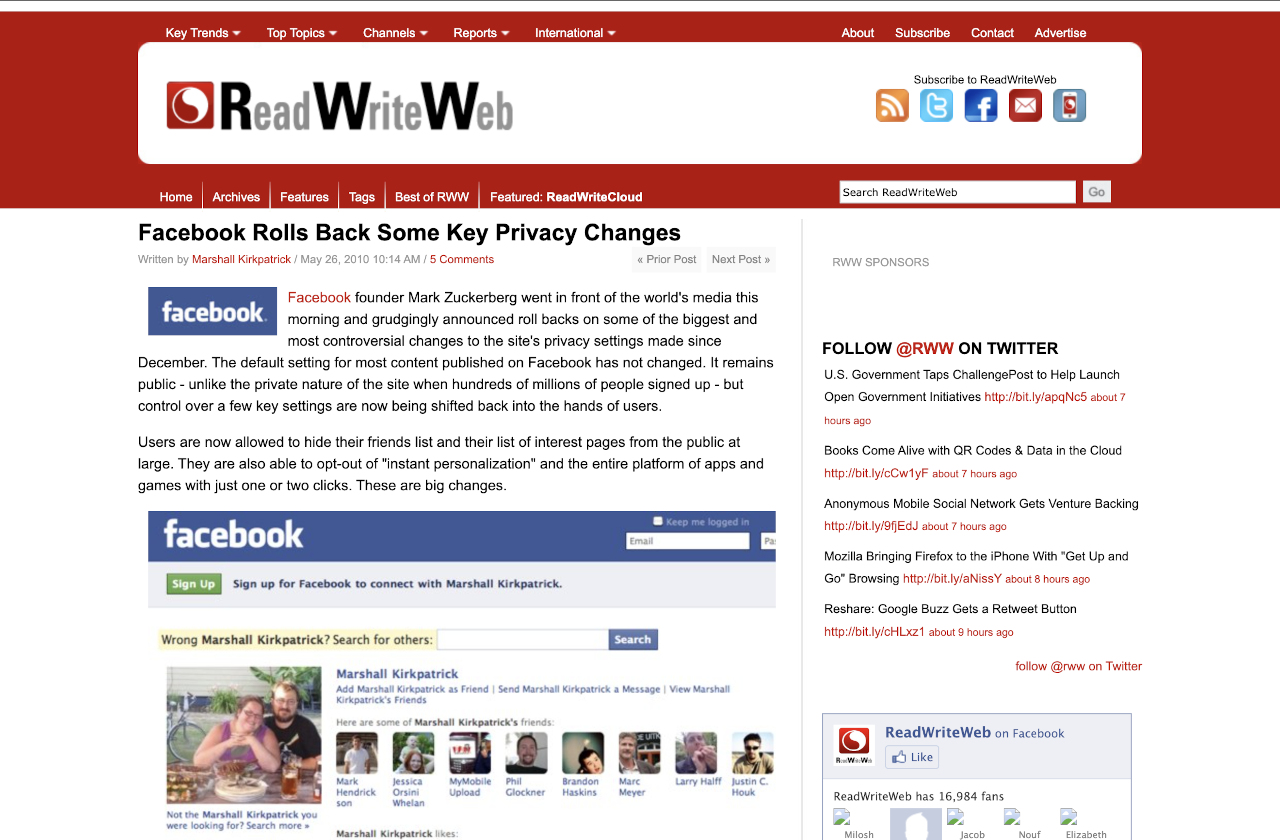 Key Trends Top Topics Channels Reports International About Subscribe Contact Advertise
ReadWriteWeb
Subscribe to ReadWriteWeb
Home Archives Features Tags Best of RWW Featured: ReadWriteCloud
Search ReadWriteWeb Go
Facebook Rolls Back Some Key Privacy Changes
Written by Marshall Kirkpatrick / May 26, 2010 10:14 AM / 5 Comments
« Prior Post Next Post »
facebook.
Facebook founder Mark Zuckerberg went in front of the world's media this
morning and grudgingly announced roll backs on some of the biggest and
most controversial changes to the site's privacy settings made since
December. The default setting for most content published on Facebook has not changed. It remains
public - unlike the private nature of the site when hundreds of millions of people signed up - but
control over a few key settings are now being shifted back into the hands of users.
Users are now allowed to hide their friends list and their list of interest pages from the public at
large. They are also able to opt-out of "instant personalization" and the entire platform of apps and
games with just one or two clicks. These are big changes.
facebook
Keep me logged in
Email Pa
Sign Up Sign up for Facebook to connect with Marshall Kirkpatrick.
Wrong Marshall Kirkpatrick? Search for others: Search
Marshall Kirkpatrick
Add Marshall Kirkpatrick as Friend | Send Marshall Kirkpatrick a Message | View Marshall
Kirkpatrick's Friends
Here are some of Marshall Kirkpatrick's friends:
Mark
Hendrick
son
Jessica
Orsini
Whelan
MyMobile
Upload
Phil
Glockner
Brandon
Haskins
Marc
Meyer
Larry Halff
Justin C.
Houk
Not the Marshall Kirkpatrick you
were looking for? Search more »
Marshall Kirkpatrick likes:
RWW SPONSORS
FOLLOW @RWW ON TWITTER
U.S. Government Taps ChallengePost to Help Launch
Open Government Initiatives http://bit.ly/apqNc5 about 7
hours ago
Books Come Alive with QR Codes & Data in the Cloud
http://bit.ly/cCw1yF about 7 hours ago
Anonymous Mobile Social Network Gets Venture Backing
http://bit.ly/9fjEdJ about 7 hours ago
Mozilla Bringing Firefox to the iPhone With "Get Up and
Go" Browsing http://bit.ly/aNissY about 8 hours ago
Reshare: Google Buzz Gets a Retweet Button
http://bit.ly/cHLxz1 about 9 hours ago
follow @rww on Twitter
ReadWriteWeb
ReadWriteWeb on Facebook
Like
ReadWriteWeb has 16,984 fans
Milosh Jacob Nouf Elizabeth